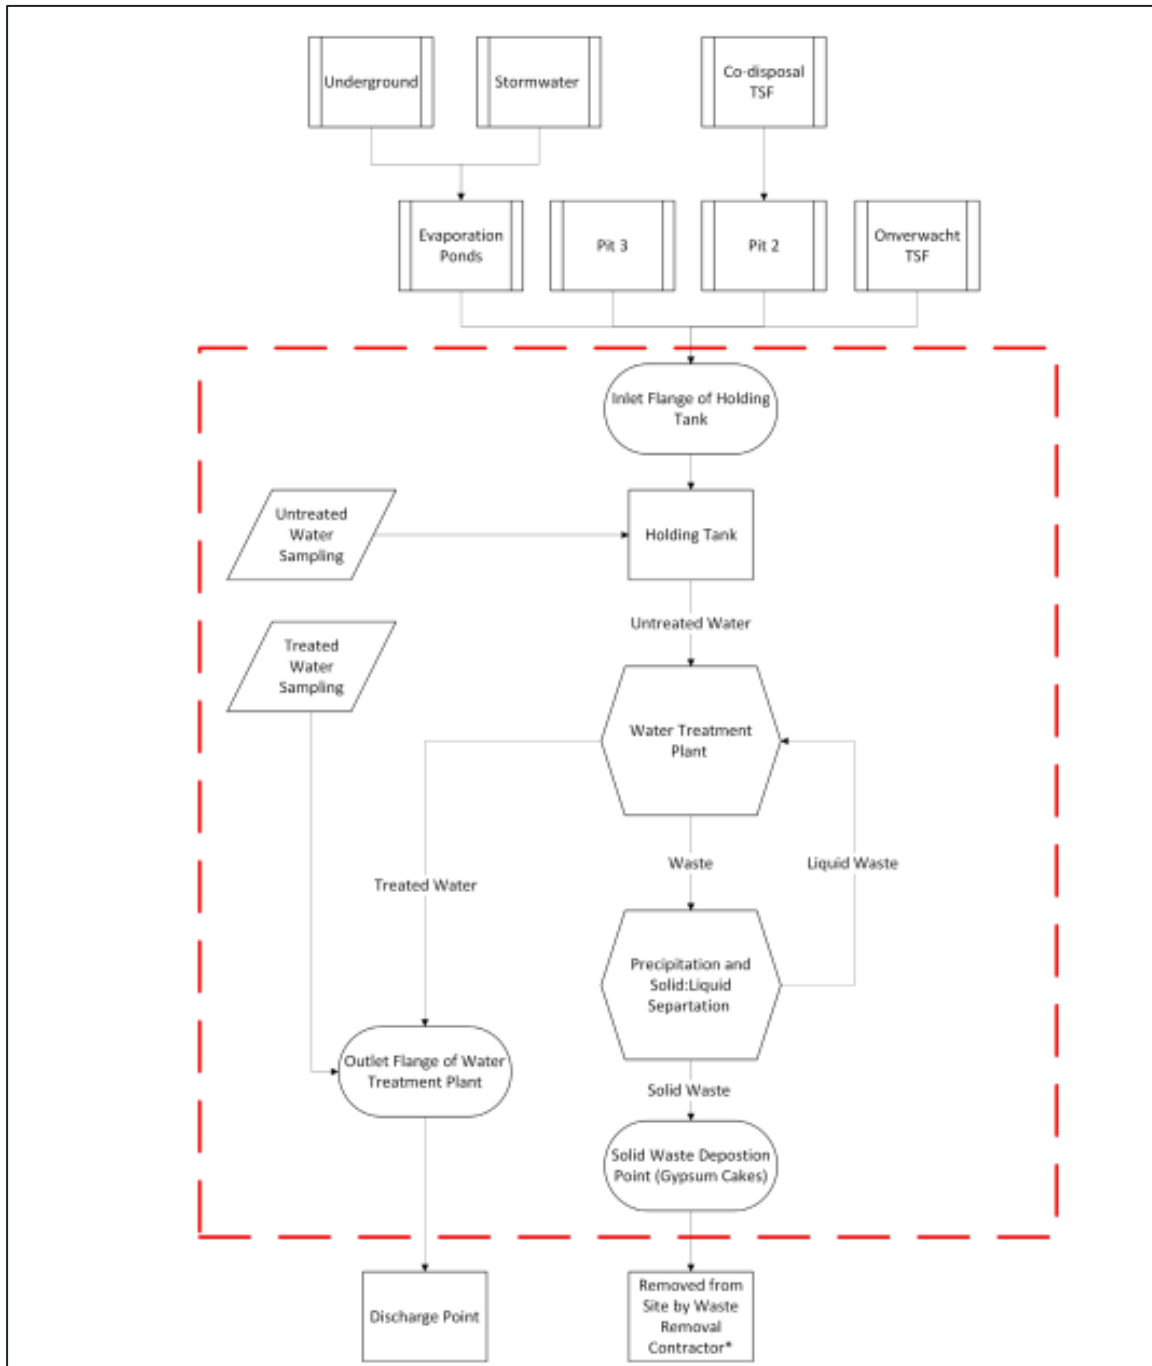 Underground
Stormwater
Co-disposal
TSF
Evaporation
Ponds
Pit 3
Pit 2
Onverwacht
TSF
Inlet Flange of Holding
Tank
Untreated
Water
Sampling
Holding Tank
Untreated Water
Treated
Water
Sampling
Water Treatment
Plant
Waste
Liquid Waste
Treated Water
Precipitation and
Solid:Liquid
Separtation
Outlet Flange of Water
Treatment Plant
Solid Waste
Solid Waste Depostion
Point (Gypsum Cakes)
Discharge Point
Removed from
Site by Waste
Removal
Contractor*